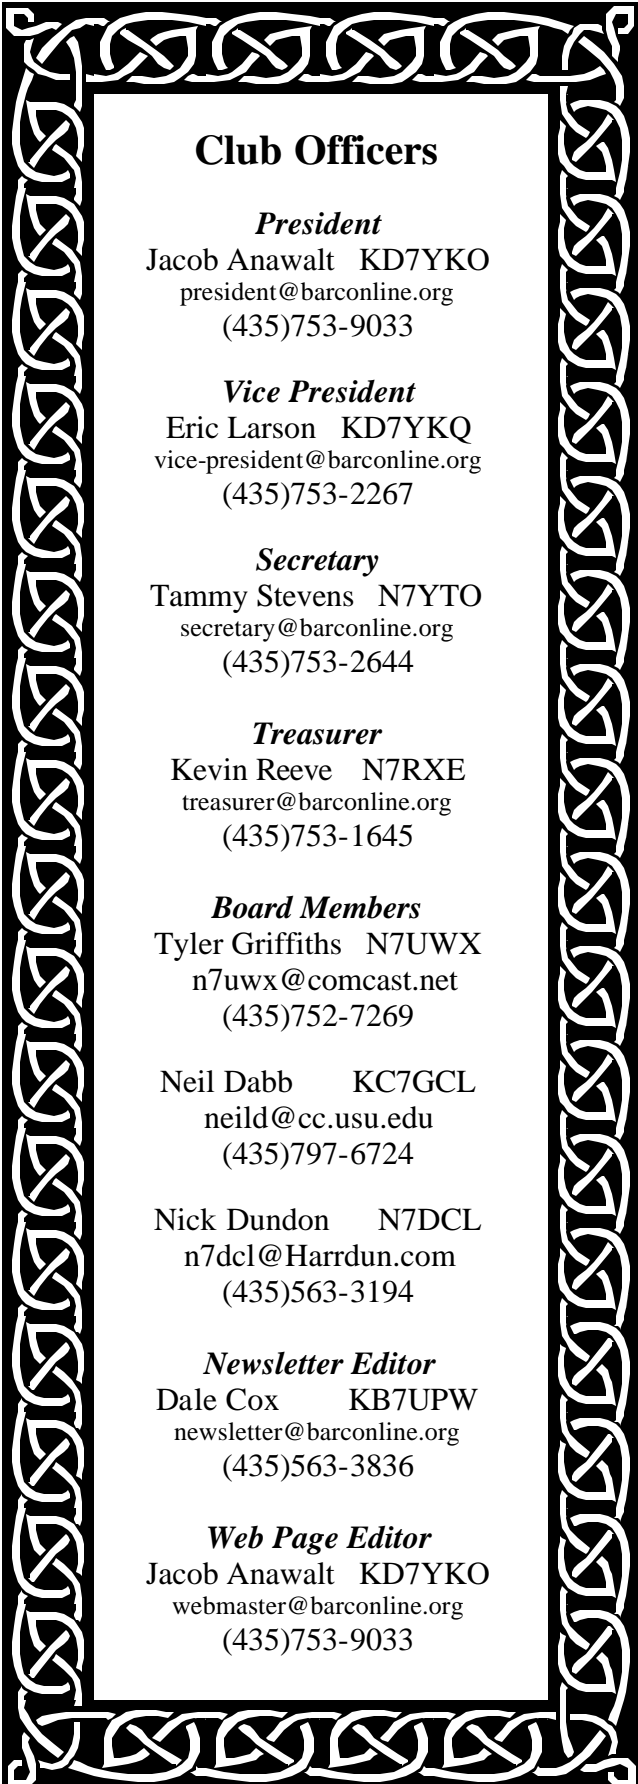 Club Officers
President
Jacob Anawalt KD7YKO
president@barconline.org
(435)753-9033
Vice President
Eric Larson KD7YKQ
vice-president@barconline.org
(435)753-2267
Secretary
Tammy Stevens N7YTO
secretary@barconline.org
(435)753-2644
Treasurer
Kevin Reeve N7RXE
treasurer@barconline.org
(435)753-1645
Board Members
Tyler Griffiths N7UWX
n7uwx@comcast.net
(435)752-7269
Neil Dabb KC7GCL
neild@cc.usu.edu
(435)797-6724
Nick Dundon N7DCL
n7dcl@Harrdun.com
(435)563-3194
Newsletter Editor
Dale Cox KB7UPW
newsletter@barconline.org
(435)563-3836
Web Page Editor
Jacob Anawalt KD7YKO
webmaster@barconline.org
(435)753-9033